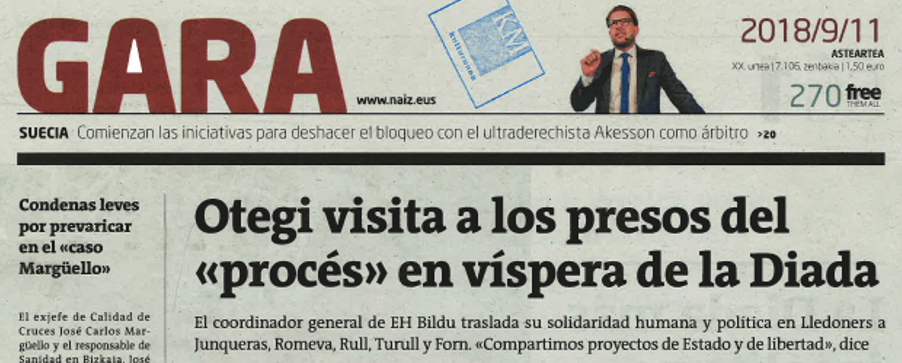 GARA
www.naiz.eus
KM
kulturunea
2018/9/11
ASTEARTEA
XX. urtea | 7.106. zenbakia | 1,50 euro
270 free
THEM ALL
SUECIA Comienzan las iniciativas para deshacer el bloqueo con el ultraderechista Akesson como árbitro >20
Condenas leves
por prevaricar
en el «caso
Margüello»
El exjefe de Calidad de
Cruces José Carlos Mar-
güello y el responsable de
Sanidad en Bizkaia, José
Otegi visita a los presos del
«procés» en víspera de la Diada
El coordinador general de EH Bildu traslada su solidaridad humana y política en Lledoners a
Junqueras, Romeva, Rull, Turull y Forn. «Compartimos proyectos de Estado y de libertad», dice